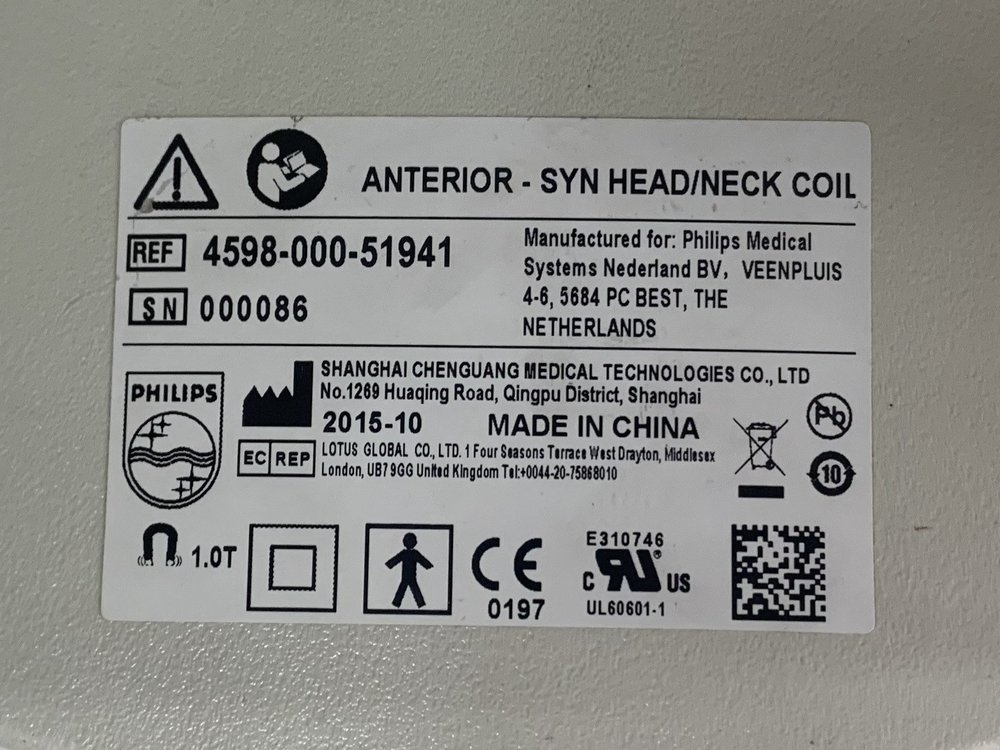 ANTERIOR - SYN HEAD/NECK COIL
REF 4598-000-51941
SN 000086
Manufactured for: Philips Medical
Systems Nederland BV, VEENPLUIS
4-6, 5684 PC BEST, THE
NETHERLANDS
PHILIPS
SHANGHAI CHENGUANG MEDICAL TECHNOLOGIES CO., LTD
No.1269 Huaqing Road, Qingpu District, Shanghai
2015-10 MADE IN CHINA
EC REP
LOTUS GLOBAL CO., LTD. 1 Four Seasons Terrace West Drayton, Middlesex
London, UB7 9GG United Kingdom Tel:+0044-20-75868010
Pb
10
1.0T
CE
0197
E310746
C RU ® US
UL60601-1